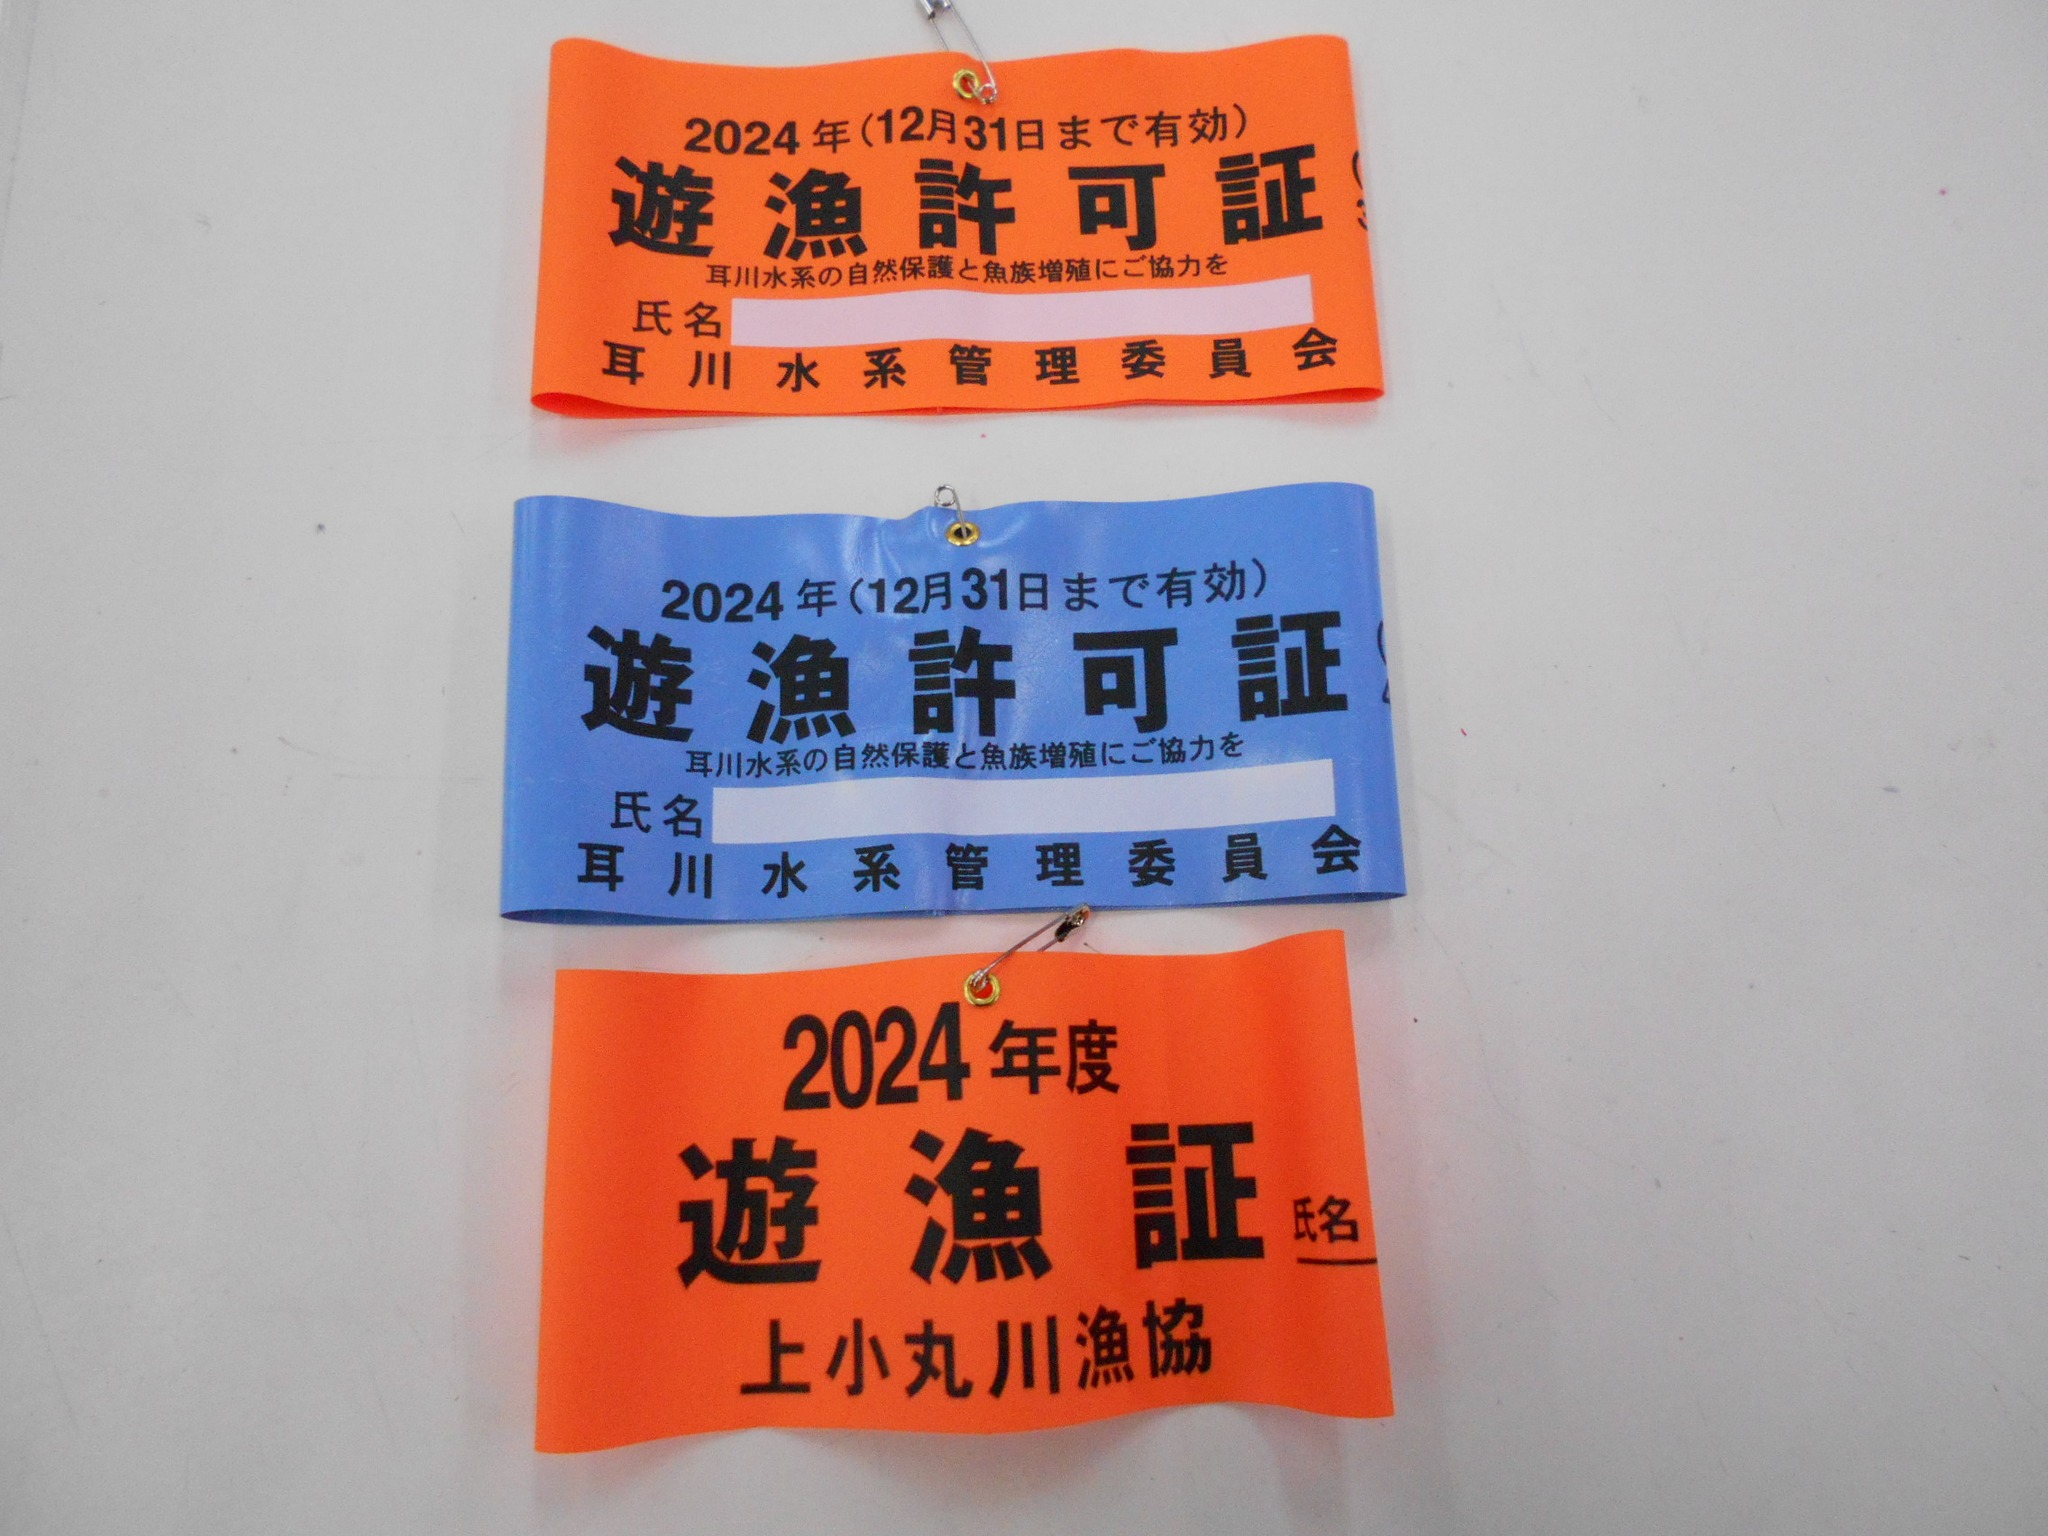 2024年(12月31日まで有効)
遊漁許可証
耳川水系の自然保護と魚族増殖にご協力を
氏名
耳川水系管理委員会
2024年(12月31日まで有効)
遊漁許可証
耳川水系の自然保護と魚族増殖にご協力を
氏名
耳川水系管理委員会
2024年度
遊漁証
氏名
上小丸川漁協